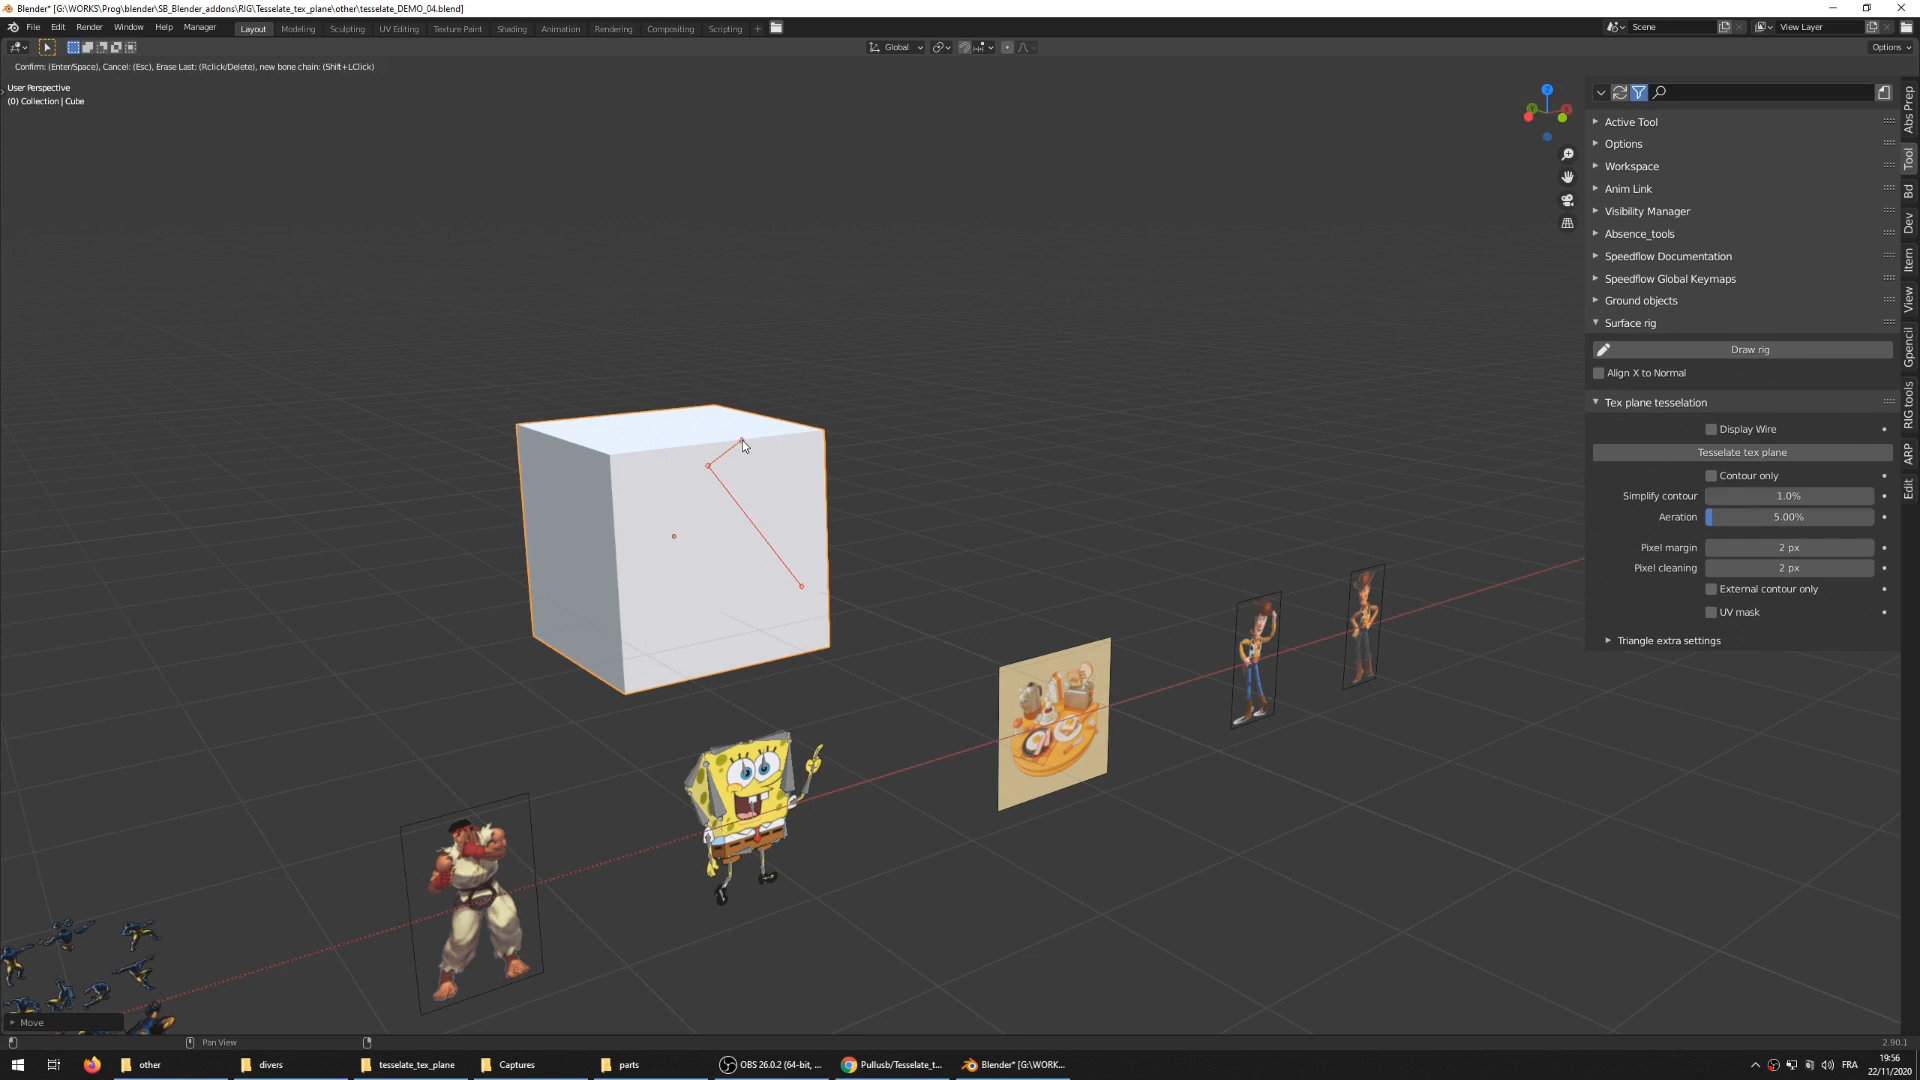 Blender* [G:\WORKS\Prog\blender\SB_Blender_addons\RIG\Tesselate_tex_plane\other\tesselate_DEMO_04.blend]
File Edit Render Window Help Manager Layout Modeling Sculpting UV Editing Texture Paint Shading Animation Rendering Compositing Scripting + Scene View Layer
Global Options
Confirm: (Enter/Space), Cancel: (Esc), Erase Last: (Rclick/Delete), new bone chain: (Shift+LClick)
User Perspective
(0) Collection | Cube
Z
Y
X
Active Tool
Options
Workspace
Anim Link
Visibility Manager
Absence_tools
Speedflow Documentation
Speedflow Global Keymaps
Ground objects
Surface rig
Draw rig
Align X to Normal
Tex plane tesselation
Display Wire
Tesselate tex plane
Contour only
Simplify contour 1.0%
Aeration 5.00%
Pixel margin 2 px
Pixel cleaning 2 px
External contour only
UV mask
Triangle extra settings
Abs Prep
Tool
Bd
Dev
Item
View
Gpencil
RIG tools
ARP
Edit
Move
Pan View
2.90.1
other
divers
tesselate_tex_plane
Captures
parts
OBS 26.0.2 (64-bit, ...
Pullusb/Tesselate_t...
Blender* [G:\WORK...
FRA
19:56
22/11/2020